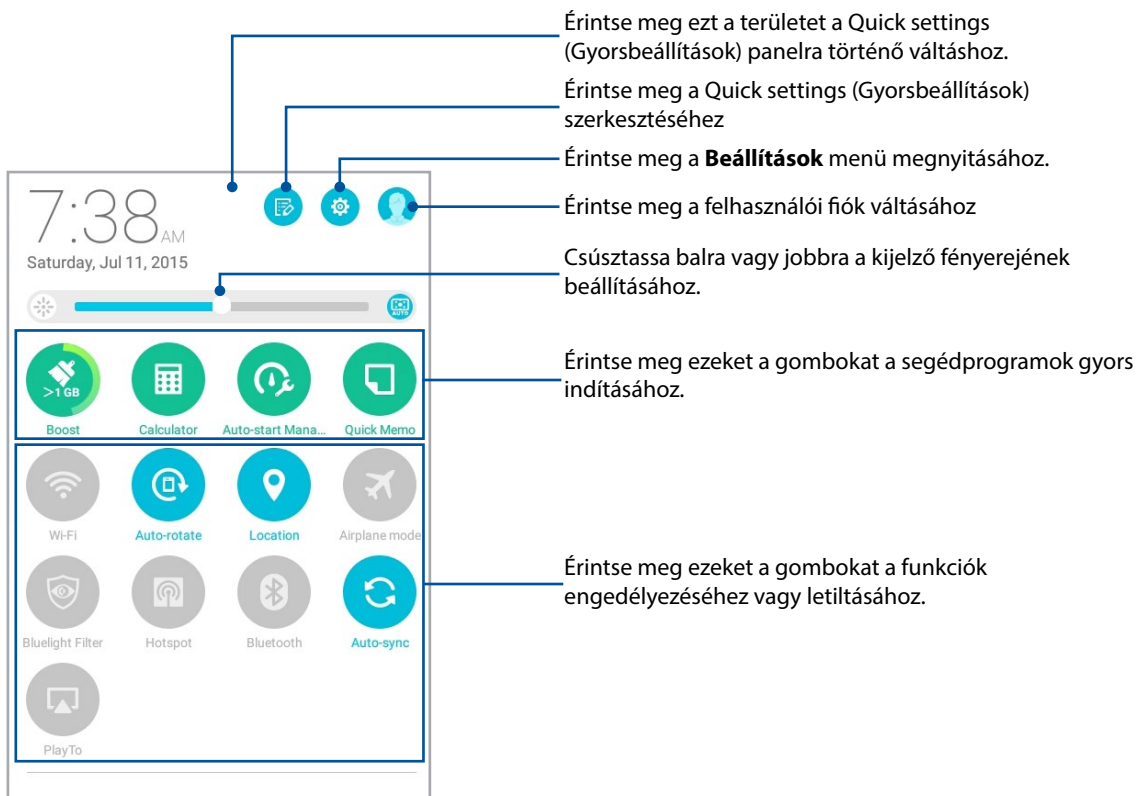 Érintse meg ezt a területet a Quick settings
(Gyorsbeállítások) panelra történő váltáshoz.
Érintse meg a Quick settings (Gyorsbeállítások)
szerkesztéséhez
Érintse meg a Beállítások menü megnyitásához.
Érintse meg a felhasználói fiók váltásához
Csúsztassa balra vagy jobbra a kijelző fényerejének
beállításához.
Érintse meg ezeket a gombokat a segédprogramok gyors
indításához.
Érintse meg ezeket a gombokat a funkciók
engedélyezéséhez vagy letiltásához.
7:38 AM
Saturday, Jul 11, 2015
AUTO
>1 GB
Boost Calculator Auto-start Mana... Quick Memo
Wi-Fi Auto-rotate Location Airplane mode
Bluelight Filter Hotspot Bluetooth Auto-sync
PlayTo